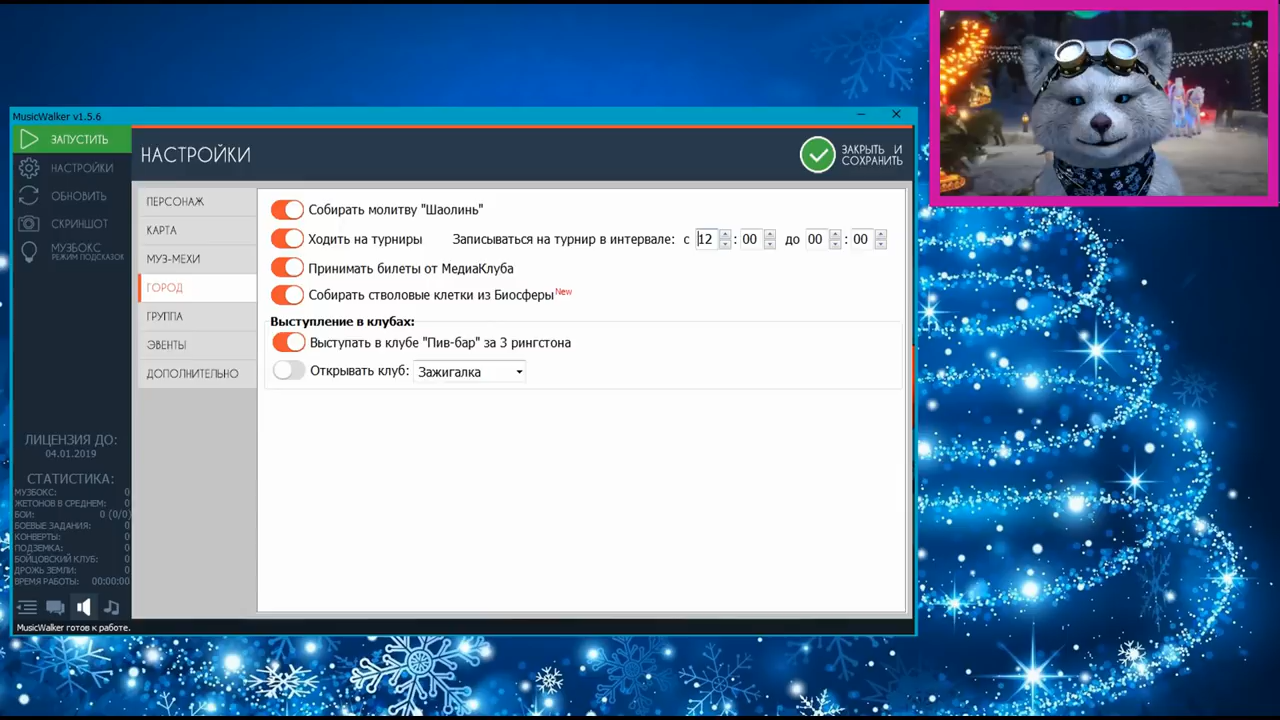 MusicWalker v1.5.6
ЗАПУСТИТЬ
НАСТРОЙКИ
ОБНОВИТЬ
СКРИНШОТ
МУЗБОКС
РЕЖИМ ПОДСКАЗОК
ЛИЦЕНЗИЯ ДО:
04.01.2019
СТАТИСТИКА:
МУЗБОКС: 0
ЖЕТОНОВ В СРЕДНЕМ: 0
БОИ: 0 (0/0)
БОЕВЫЕ ЗАДАНИЯ: 0
КОНВЕРТЫ: 0
ПОДЗЕМКА: 0
БОЙЦОВСКИЙ КЛУБ: 0
ДРОЖЬ ЗЕМЛИ: 0
ВРЕМЯ РАБОТЫ: 00:00:00
MusicWalker готов к работе.
НАСТРОЙКИ
ЗАКРЫТЬ И
СОХРАНИТЬ
ПЕРСОНАЖ
КАРТА
МУЗ-МЕХИ
ГОРОД
ГРУППА
ЭВЕНТЫ
ДОПОЛНИТЕЛЬНО
Собирать молитву "Шаолинь"
Ходить на турниры Записываться на турнир в интервале: с 12 : 00 до 00 : 00
Принимать билеты от МедиаКлуба
Собирать стволовые клетки из Биосферы New
Выступление в клубах:
Выступать в клубе "Пив-бар" за 3 рингстона
Открывать клуб: Зажигалка